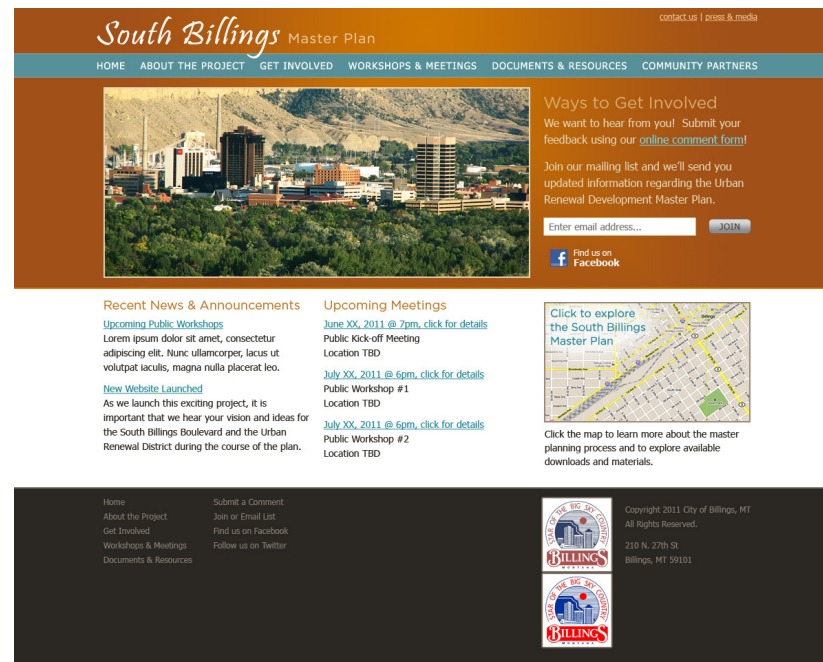 contact us | press & media
South Billings Master Plan
HOME ABOUT THE PROJECT GET INVOLVED WORKSHOPS & MEETINGS DOCUMENTS & RESOURCES COMMUNITY PARTNERS
Ways to Get Involved
We want to hear from you! Submit your
feedback using our online comment form!
Join our mailing list and we'll send you
updated information regarding the Urban
Renewal Development Master Plan.
Enter email address... JOIN
Find us on
Facebook
Recent News & Announcements
Upcoming Public Workshops
Lorem ipsum dolor sit amet, consectetur
adipiscing elit. Nunc ullamcorper, lacus ut
volutpat iaculis, magna nulla placerat leo.
New Website Launched
As we launch this exciting project, it is
important that we hear your vision and ideas for
the South Billings Boulevard and the Urban
Renewal District during the course of the plan.
Upcoming Meetings
June XX, 2011 @ 7pm, click for details
Public Kick-off Meeting
Location TBD
July XX, 2011 @ 6pm, click for details
Public Workshop #1
Location TBD
July XX, 2011 @ 6pm, click for details
Public Workshop #2
Location TBD
Click to explore
the South Billings
Master Plan
Click the map to learn more about the master
planning process and to explore available
downloads and materials.
Home
About the Project
Get Involved
Workshops & Meetings
Documents & Resources
Submit a Comment
Join or Email List
Find us on Facebook
Follow us on Twitter
STAR OF THE BIG SKY COUNTRY
BILLINGS
MONTANA
STAR OF THE BIG SKY COUNTRY
BILLINGS
MONTANA
Copyright 2011 City of Billings, MT
All Rights Reserved.
210 N. 27th St
Billings, MT 59101